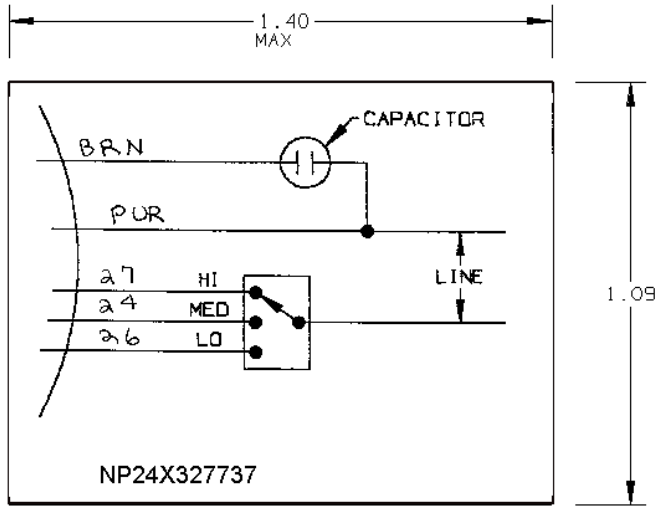 1.40
MAX
CAPACITOR
BRN
PUR
27 HI
LINE
24 MED
1.09
26 LO
NP24X327737